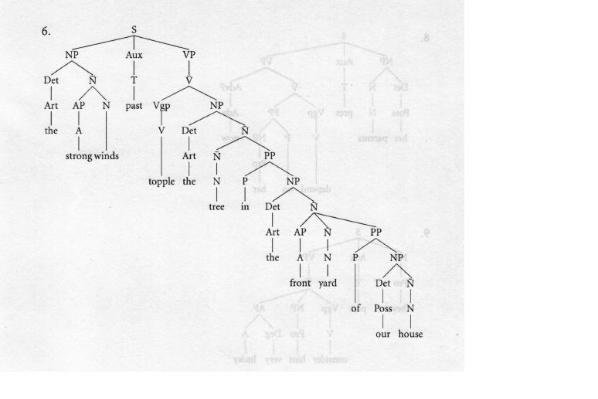 6. S
NP Aux VP
Det N̄ T V̄
Art AP N past Vgp NP
the A V Det N̄
strong winds Art N̄ PP
topple the N P NP
tree in Det N̄
Art AP N̄ PP
the A N P NP
front yard Det N̄
of Poss N
our house